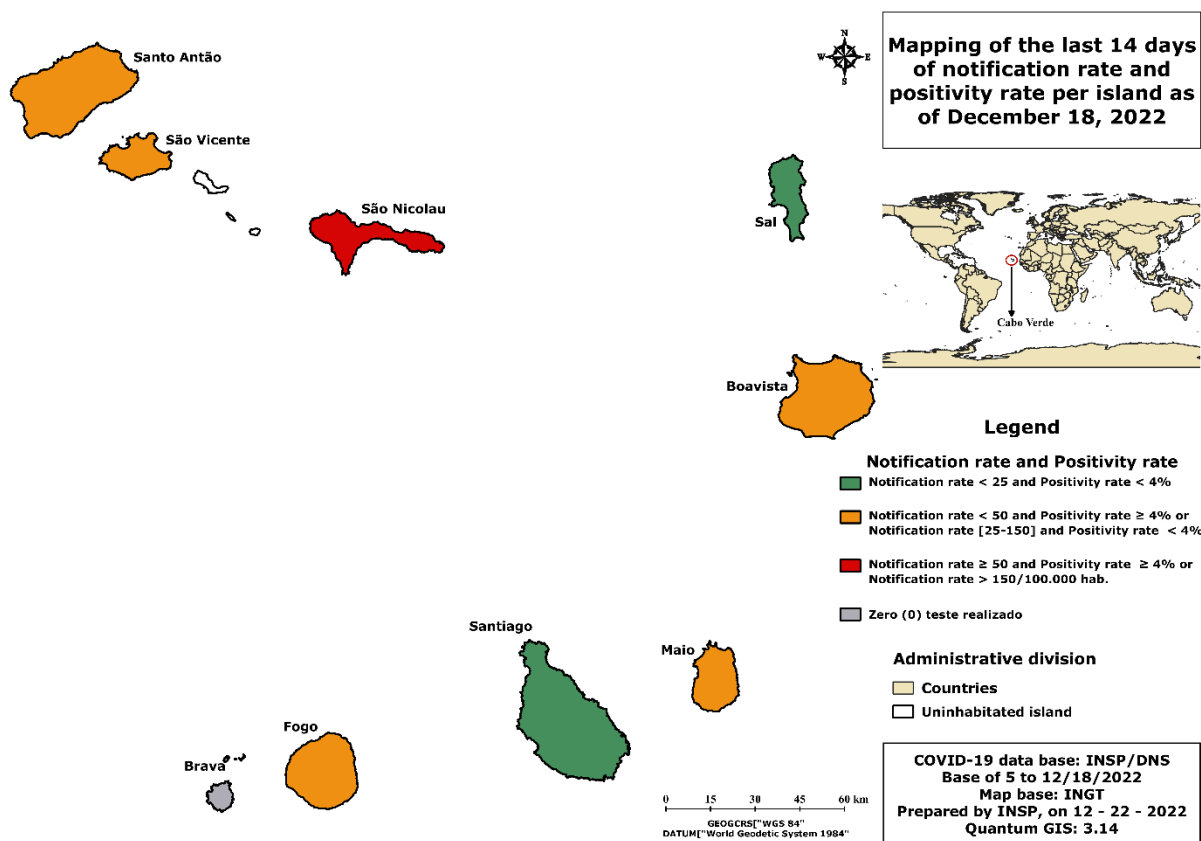 Mapping of the last 14 days
of notification rate and
positivity rate per island as
of December 18, 2022
N
W
E
S
Santo Antão
São Vicente
São Nicolau
Sal
Cabo Verde
Boavista
Legend
Notification rate and Positivity rate
Notification rate < 25 and Positivity rate < 4%
Notification rate < 50 and Positivity rate ≥ 4% or
Notification rate [25-150] and Positivity rate < 4%
Notification rate ≥ 50 and Positivity rate ≥ 4% or
Notification rate > 150/100.000 hab.
Zero (0) teste realizado
Administrative division
Countries
Uninhabitated island
Santiago
Maio
Fogo
Brava
0 15 30 45 60 km
GEOGCRS["WGS 84"
DATUM["World Geodetic System 1984"
COVID-19 data base: INSP/DNS
Base of 5 to 12/18/2022
Map base: INGT
Prepared by INSP, on 12 - 22 - 2022
Quantum GIS: 3.14